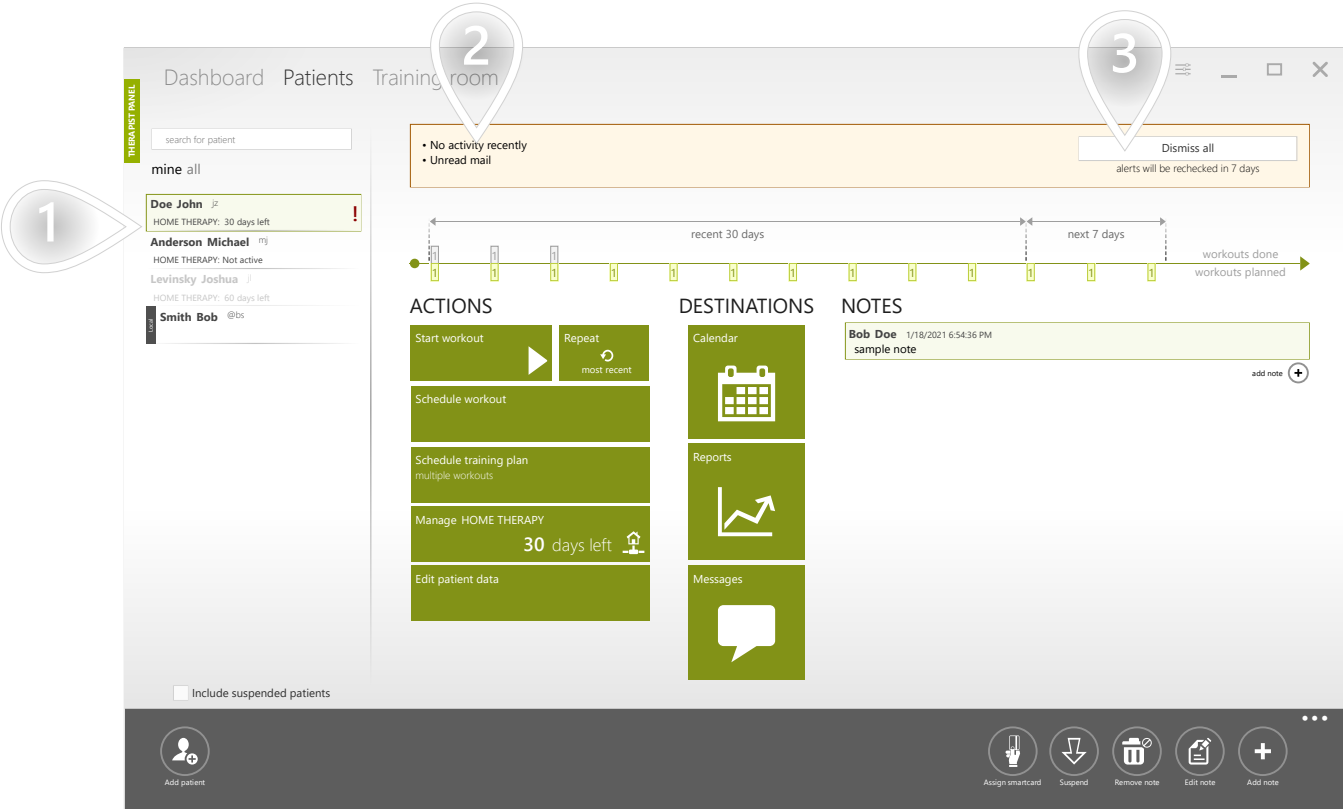 1
2
3
Dashboard Patients Training room
THERAPIST PANEL
search for patient
mine all
Doe John jz
!
HOME THERAPY: 30 days left
Anderson Michael mj
HOME THERAPY: Not active
Levinsky Joshua jl
HOME THERAPY: 60 days left
Local
Smith Bob @bs
Include suspended patients
• No activity recently
• Unread mail
Dismiss all
alerts will be rechecked in 7 days
recent 30 days
next 7 days
1 1 1
workouts done
1 1 1 1 1 1 1 1 1 1 1 1 1
workouts planned
ACTIONS
Start workout
Repeat
most recent
Schedule workout
Schedule training plan
multiple workouts
Manage HOME THERAPY
30 days left
Edit patient data
DESTINATIONS
Calendar
Reports
Messages
NOTES
Bob Doe 1/18/2021 6:54:36 PM
sample note
add note
Add patient
Assign smartcard
Suspend
Remove note
Edit note
Add note